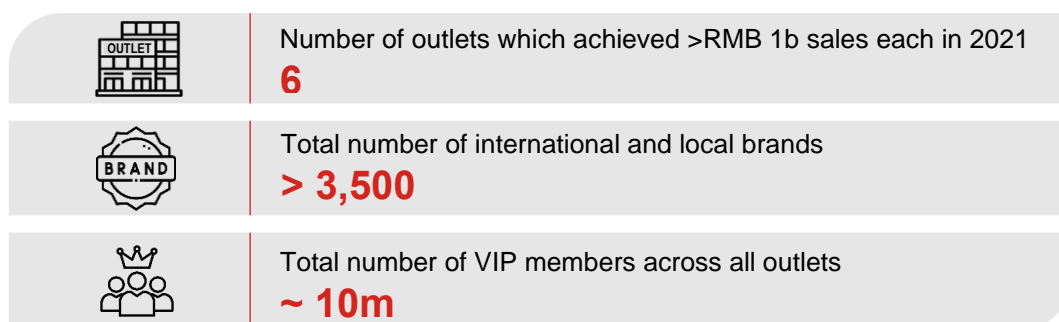 OUTLET
Number of outlets which achieved >RMB 1b sales each in 2021
6
BRAND
Total number of international and local brands
> 3,500
Total number of VIP members across all outlets
~ 10m